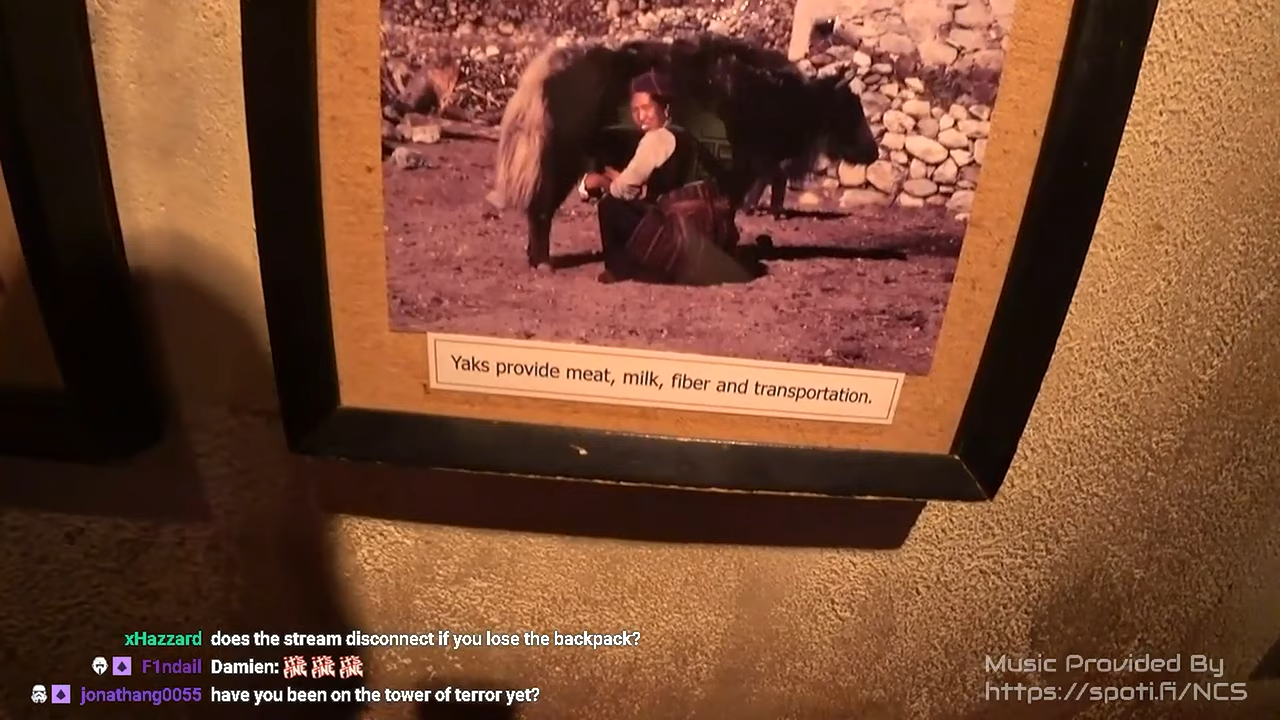 Yaks provide meat, milk, fiber and transportation.
xHazzard does the stream disconnect if you lose the backpack?
F1ndail Damien:
jonathang0055 have you been on the tower of terror yet?
Music Provided By
https://spoti.fi/NCS